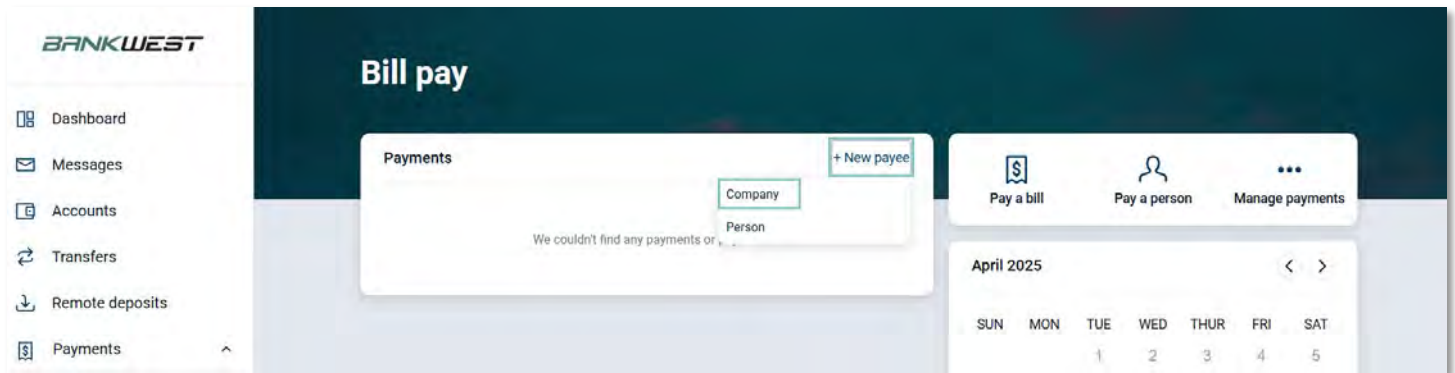 BANKWEST
Dashboard
Messages
Accounts
Transfers
Remote deposits
Payments
Bill pay
Payments
+ New payee
Company
Person
We couldn't find any payments or
Pay a bill
Pay a person
Manage payments
April 2025
SUN MON TUE WED THUR FRI SAT
1 2 3 4 5